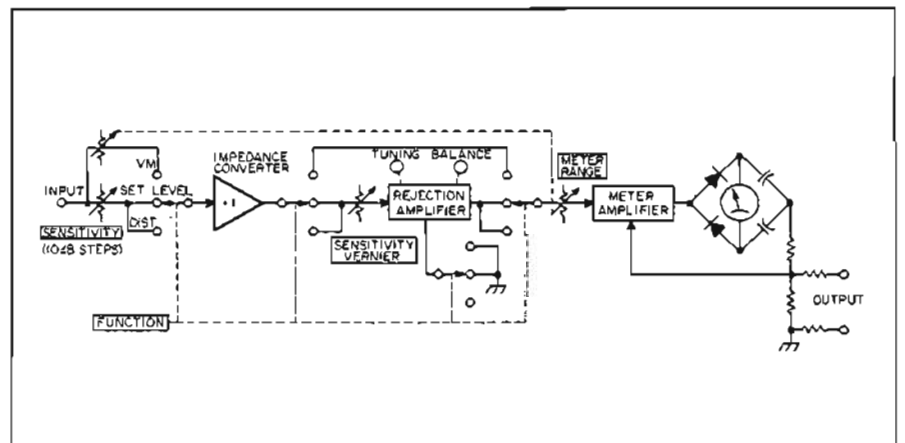 INPUT
SENSITIVITY
(10dB STEPS)
VM
SET LEVEL
DIST.
FUNCTION
IMPEDANCE
CONVERTER
+1
TUNING BALANCE
REJECTION
AMPLIFIER
SENSITIVITY
VERNIER
METER
RANGE
METER
AMPLIFIER
OUTPUT